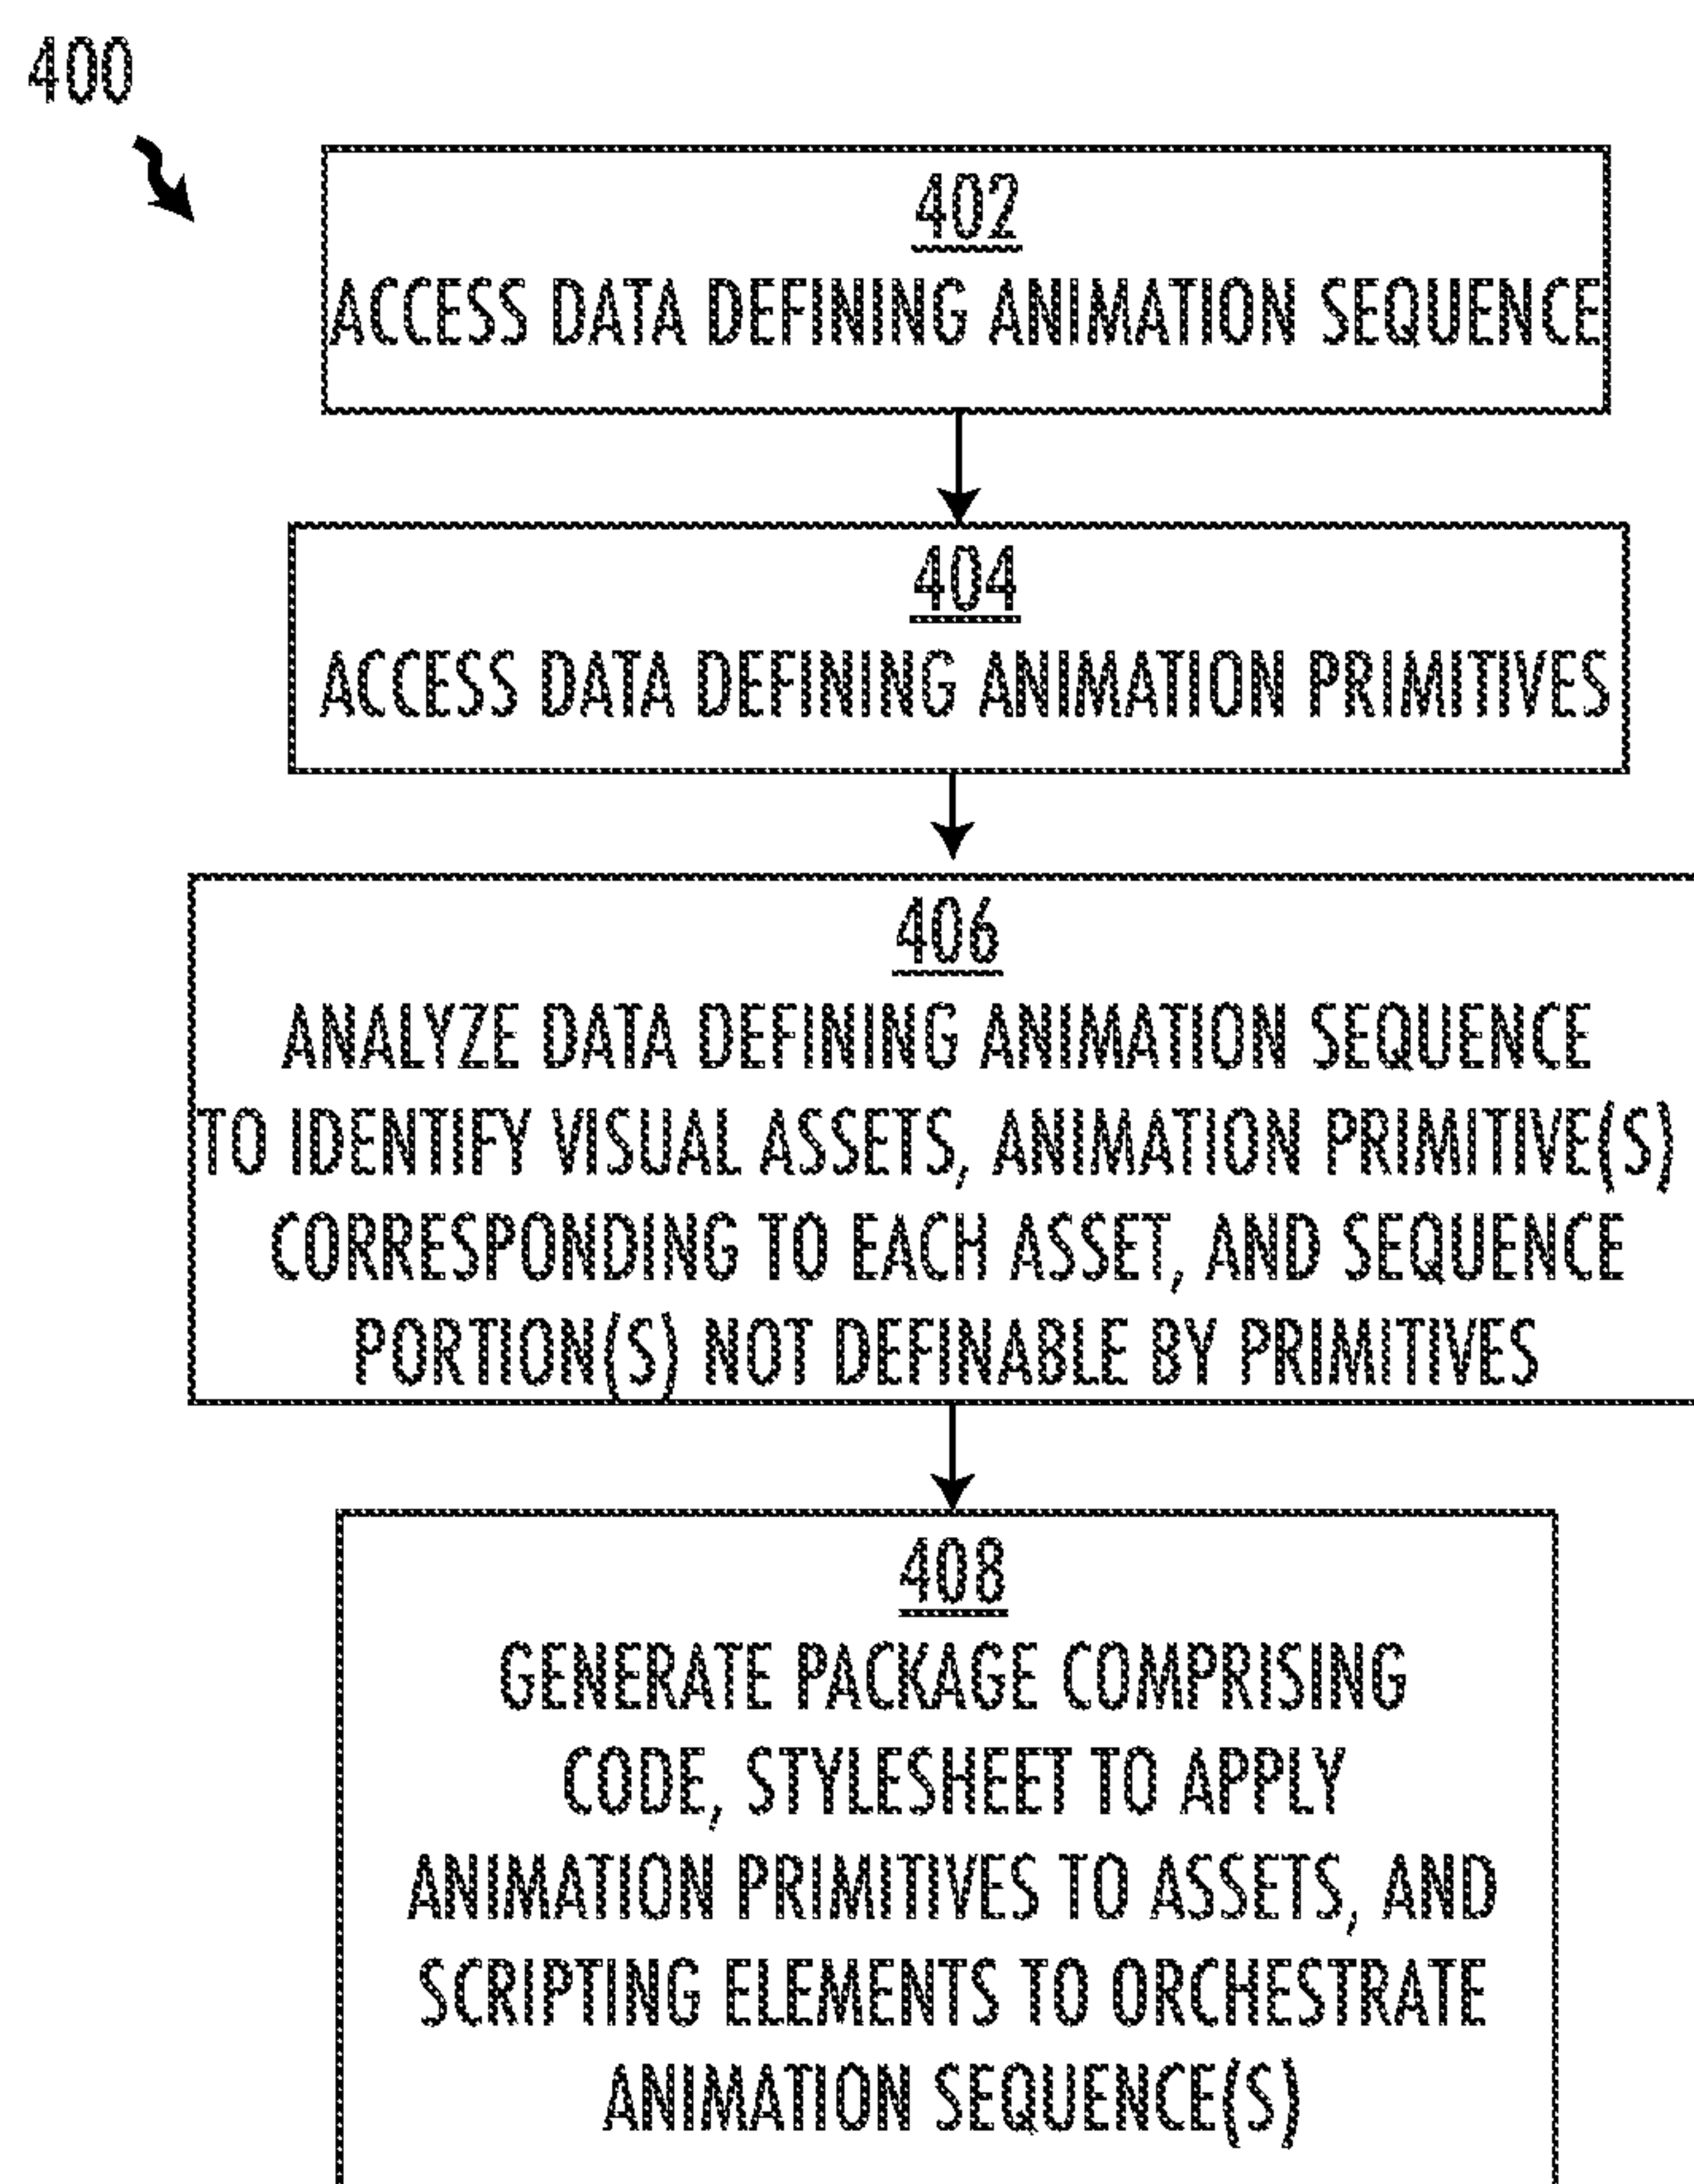 400
402
ACCESS DATA DEFINING ANIMATION SEQUENCE
404
ACCESS DATA DEFINING ANIMATION PRIMITIVES
406
ANALYZE DATA DEFINING ANIMATION SEQUENCE
TO IDENTIFY VISUAL ASSETS, ANIMATION PRIMITIVE(S)
CORRESPONDING TO EACH ASSET, AND SEQUENCE
PORTION(S) NOT DEFINABLE BY PRIMITIVES
408
GENERATE PACKAGE COMPRISING
CODE, STYLESHEET TO APPLY
ANIMATION PRIMITIVES TO ASSETS, AND
SCRIPTING ELEMENTS TO ORCHESTRATE
ANIMATION SEQUENCE(S)